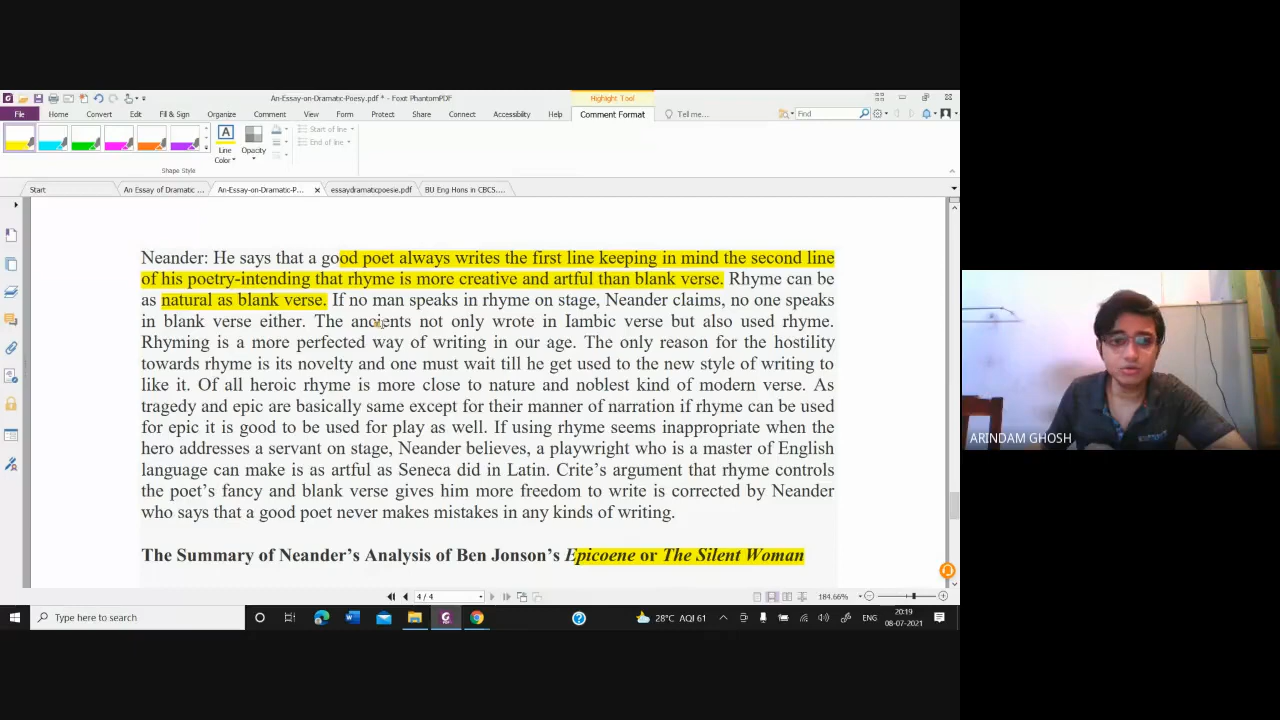 An-Essay-on-Dramatic-Poesy.pdf * - Foxit PhantomPDF
Highlight Tool
File Home Convert Edit Fill & Sign Organize Comment View Form Protect Share Connect Accessibility Help Comment Format Tell me... Find
Line Color
Opacity
Start of line
End of line
Shape Style
Start An Essay of Dramatic ... An-Essay-on-Dramatic-P... essaydramaticpoesie.pdf BU Eng Hons in CBCS....
Neander: He says that a good poet always writes the first line keeping in mind the second line
of his poetry-intending that rhyme is more creative and artful than blank verse. Rhyme can be
as natural as blank verse. If no man speaks in rhyme on stage, Neander claims, no one speaks
in blank verse either. The ancients not only wrote in Iambic verse but also used rhyme.
Rhyming is a more perfected way of writing in our age. The only reason for the hostility
towards rhyme is its novelty and one must wait till he get used to the new style of writing to
like it. Of all heroic rhyme is more close to nature and noblest kind of modern verse. As
tragedy and epic are basically same except for their manner of narration if rhyme can be used
for epic it is good to be used for play as well. If using rhyme seems inappropriate when the
hero addresses a servant on stage, Neander believes, a playwright who is a master of English
language can make is as artful as Seneca did in Latin. Crite's argument that rhyme controls
the poet's fancy and blank verse gives him more freedom to write is corrected by Neander
who says that a good poet never makes mistakes in any kinds of writing.
The Summary of Neander's Analysis of Ben Jonson's Epicoene or The Silent Woman
4 / 4
184.66%
Type here to search
28°C AQI 61
ENG
20:19
08-07-2021
ARINDAM GHOSH